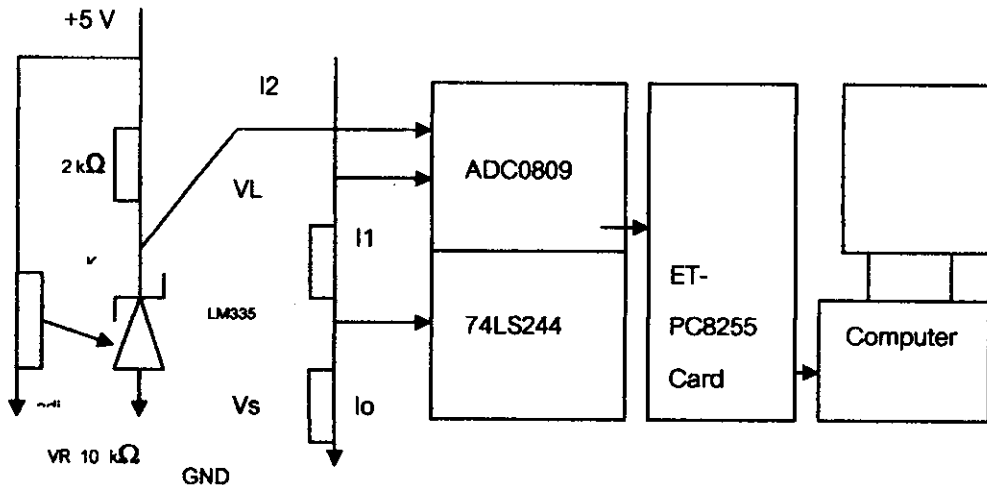 +5 V
I2
2 kΩ
ADC0809
VL
I1
LM335
74LS244
ET-
PC8255
Card
Computer
Vs
Io
VR 10 kΩ
GND